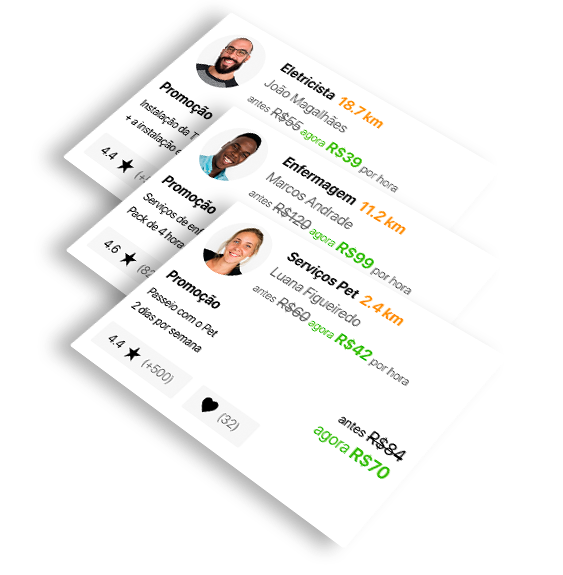 Eletricista 18.7 km
João Magalhães
antes R$55 agora R$39 por hora
Promoção
Instalação da
+ a instalação
4.4 ★
Enfermagem 11.2 km
Marcos Andrade
antes R$120 agora R$99 por hora
Promoção
Serviços de
Pack de 4 hora
4.6 ★
Serviços Pet 2.4 km
Luana Figueiredo
antes R$60 agora R$42 por hora
Promoção
Passeio com o Pet
2 dias por semana
4.4 ★ (+500)
♥ (32)
antes R$84
agora R$70